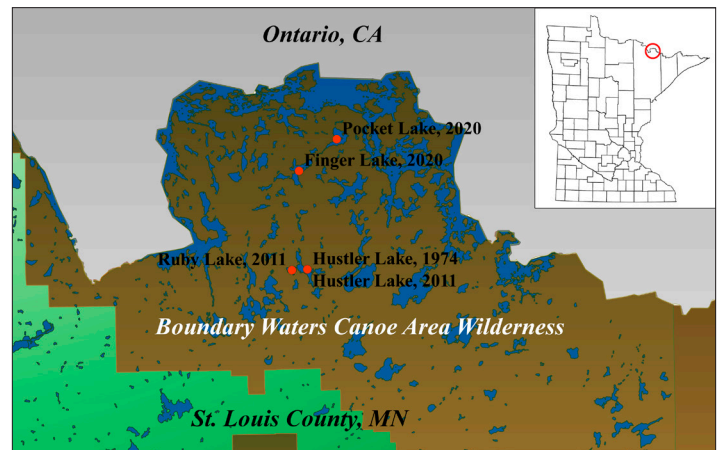 Ontario, CA
Pocket Lake, 2020
Finger Lake, 2020
Ruby Lake, 2011
Hustler Lake, 1974
Hustler Lake, 2011
Boundary Waters Canoe Area Wilderness
St. Louis County, MN